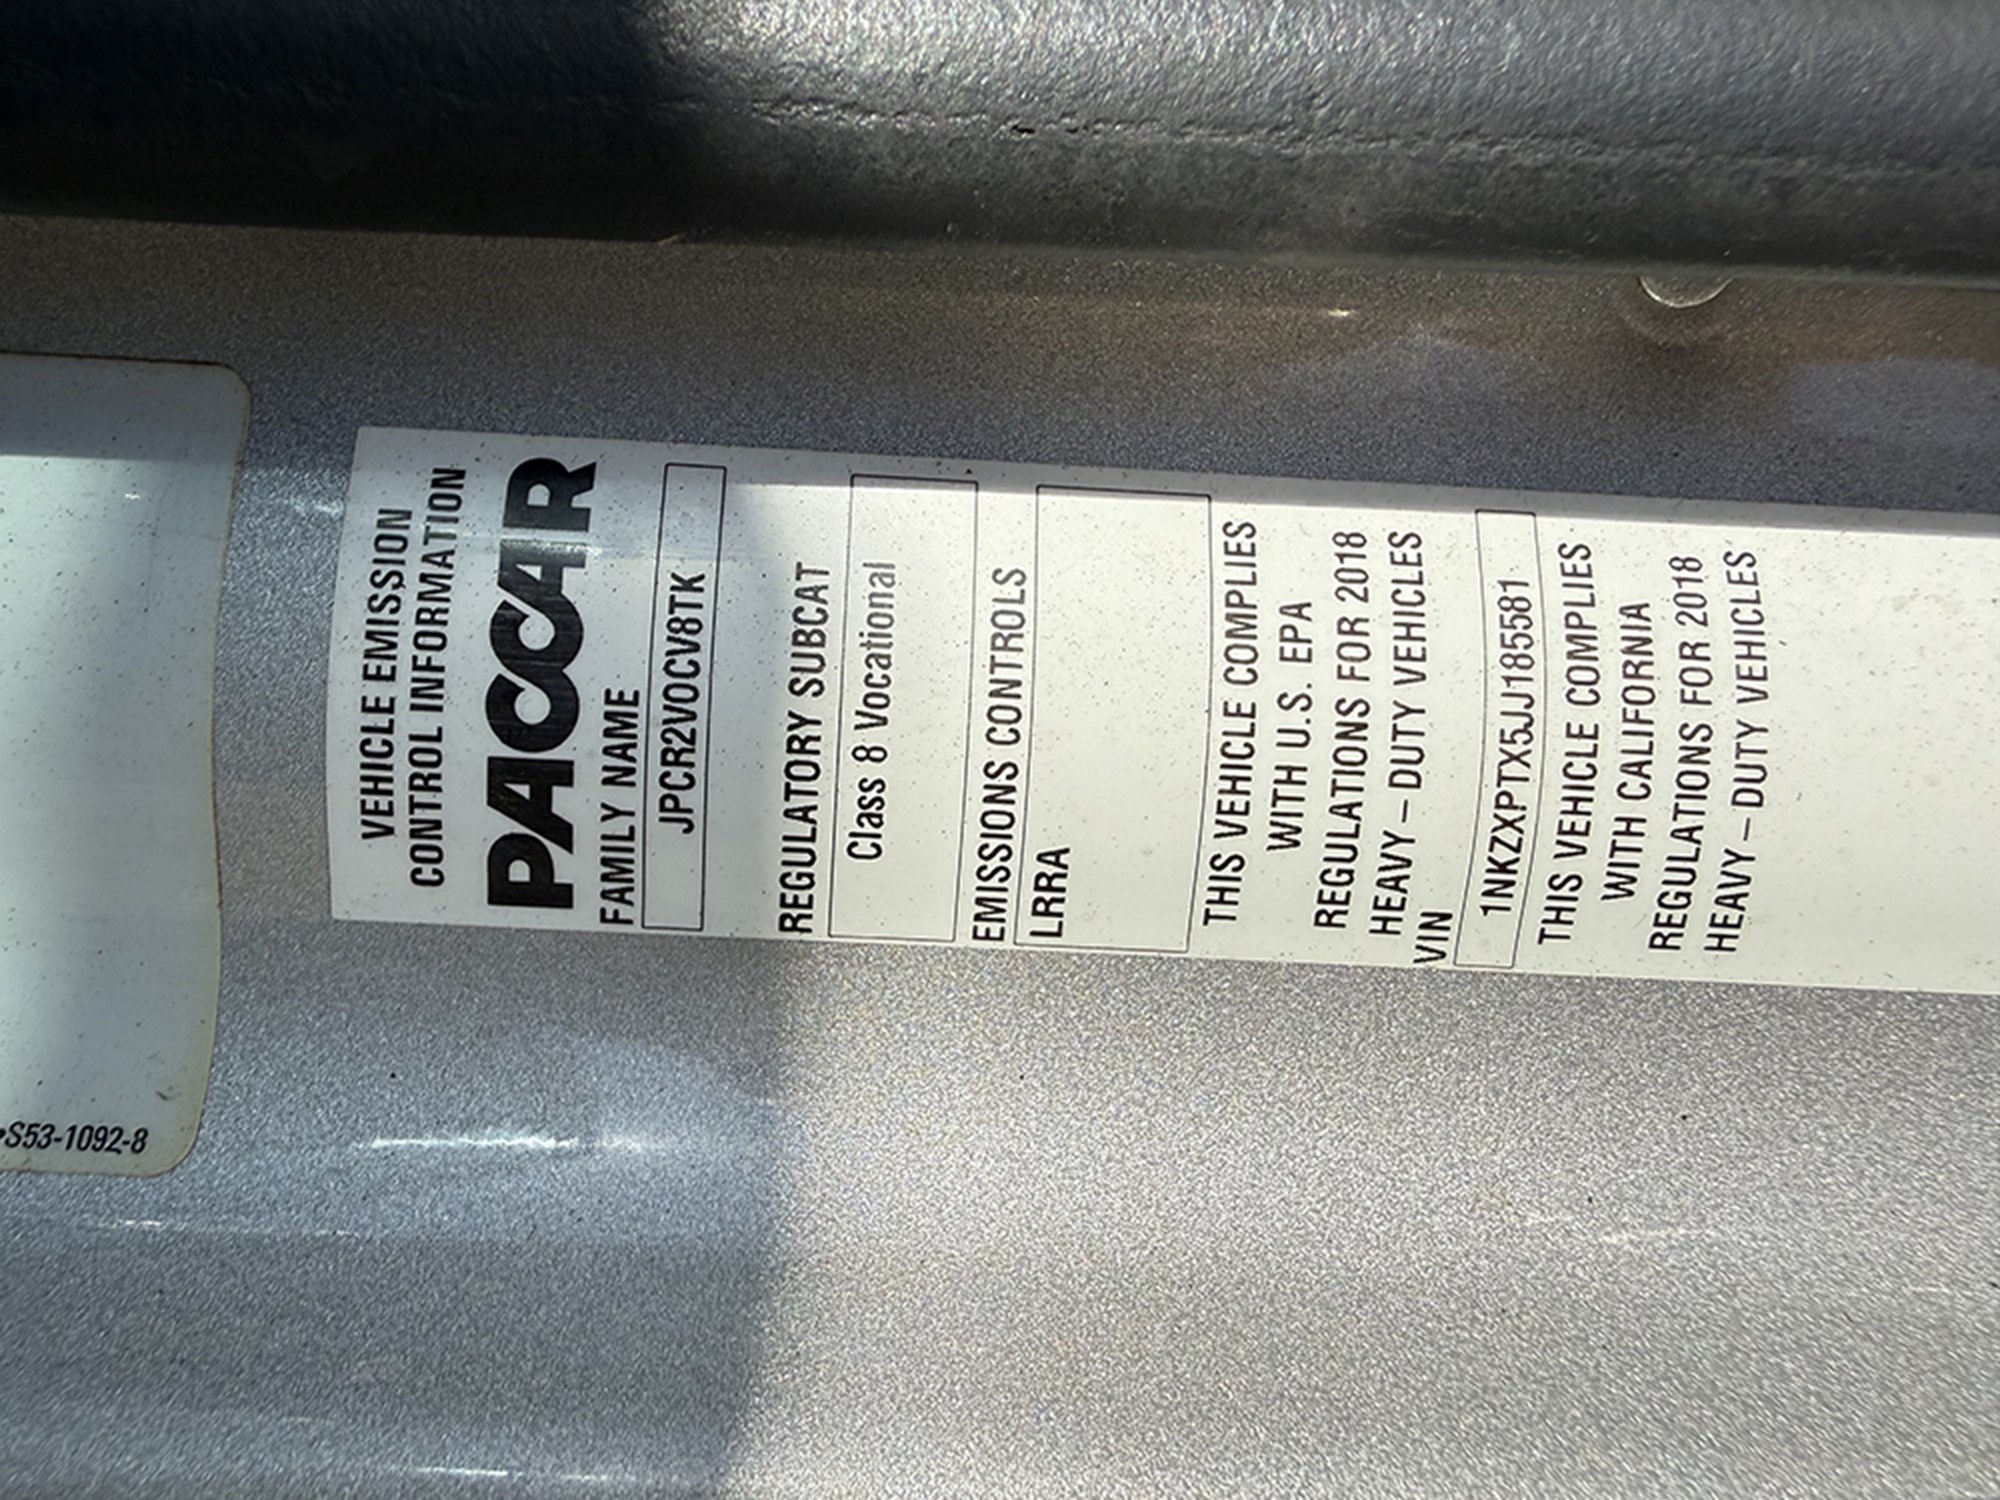 VEHICLE EMISSION
CONTROL INFORMATION
PACCAR
FAMILY NAME
JPCR2VOCV8TK
REGULATORY SUBCAT
Class 8 Vocational
EMISSIONS CONTROLS
LRRA
THIS VEHICLE COMPLIES
WITH U.S. EPA
REGULATIONS FOR 2018
HEAVY – DUTY VEHICLES
VIN
1NKZXPTX5JJ185581
THIS VEHICLE COMPLIES
WITH CALIFORNIA
REGULATIONS FOR 2018
HEAVY – DUTY VEHICLES
S53-1092-8